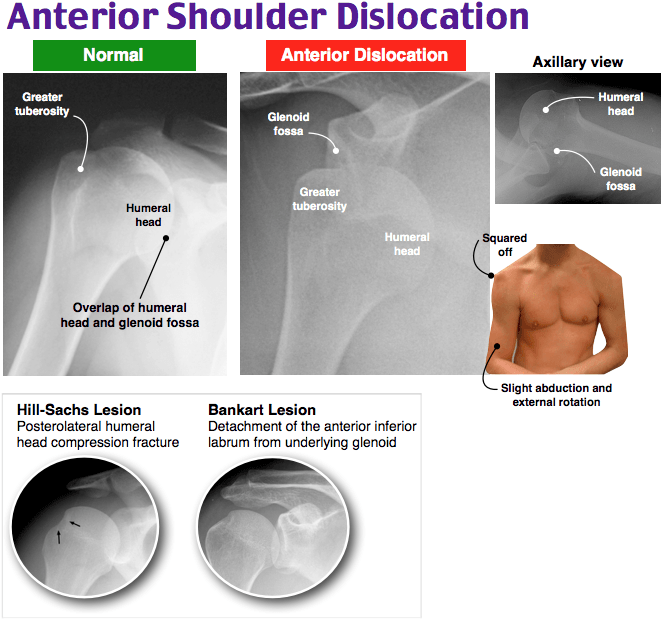 Anterior Shoulder Dislocation
Normal
Anterior Dislocation
Axillary view
Greater
tuberosity
Humeral
head
Overlap of humeral
head and glenoid fossa
Glenoid
fossa
Greater
tuberosity
Humeral
head
Humeral
head
Glenoid
fossa
Squared
off
Slight abduction and
external rotation
Hill-Sachs Lesion
Posterolateral humeral
head compression fracture
Bankart Lesion
Detachment of the anterior inferior
labrum from underlying glenoid